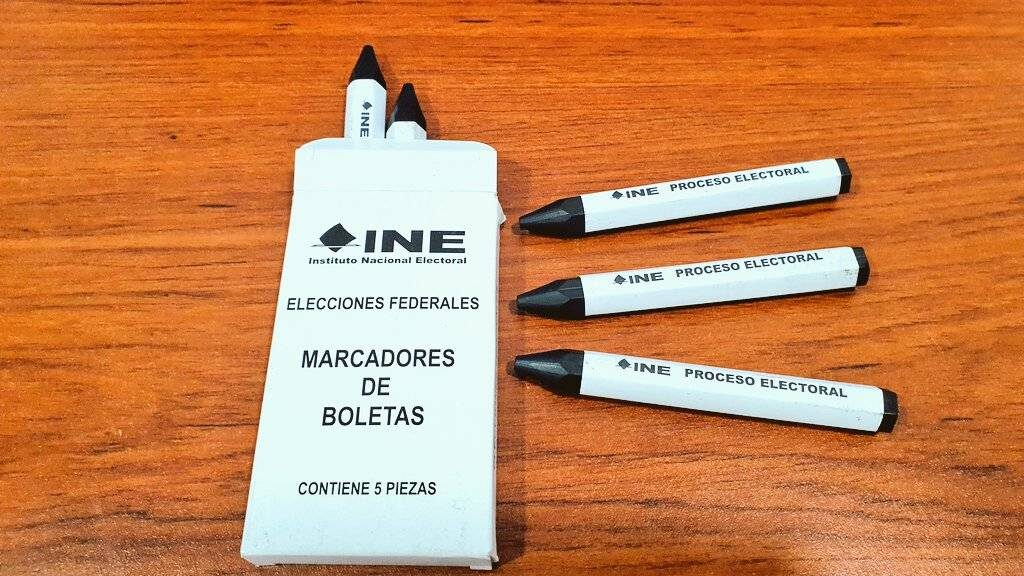 INE
INE
Instituto Nacional Electoral
ELECCIONES FEDERALES
MARCADORES
DE
BOLETAS
CONTIENE 5 PIEZAS
INE PROCESO ELECTORAL
INE PROCESO ELECTORAL
INE PROCESO ELECTORAL